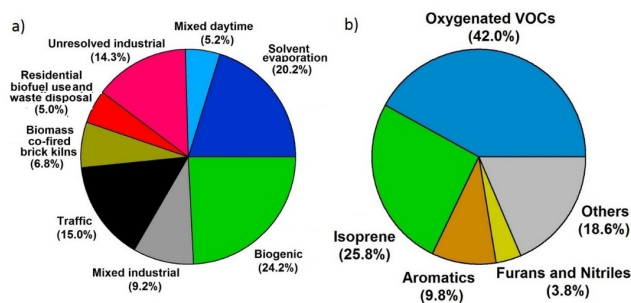 a)
Mixed daytime
(5.2%)
Solvent
evaporation
(20.2%)
Unresolved industrial
(14.3%)
Residential
biofuel use and
waste disposal
(5.0%)
Biomass
co-fired
brick kilns
(6.8%)
Traffic
(15.0%)
Mixed industrial
(9.2%)
Biogenic
(24.2%)
b)
Oxygenated VOCs
(42.0%)
Isoprene
(25.8%)
Aromatics
(9.8%)
Furans and Nitriles
(3.8%)
Others
(18.6%)